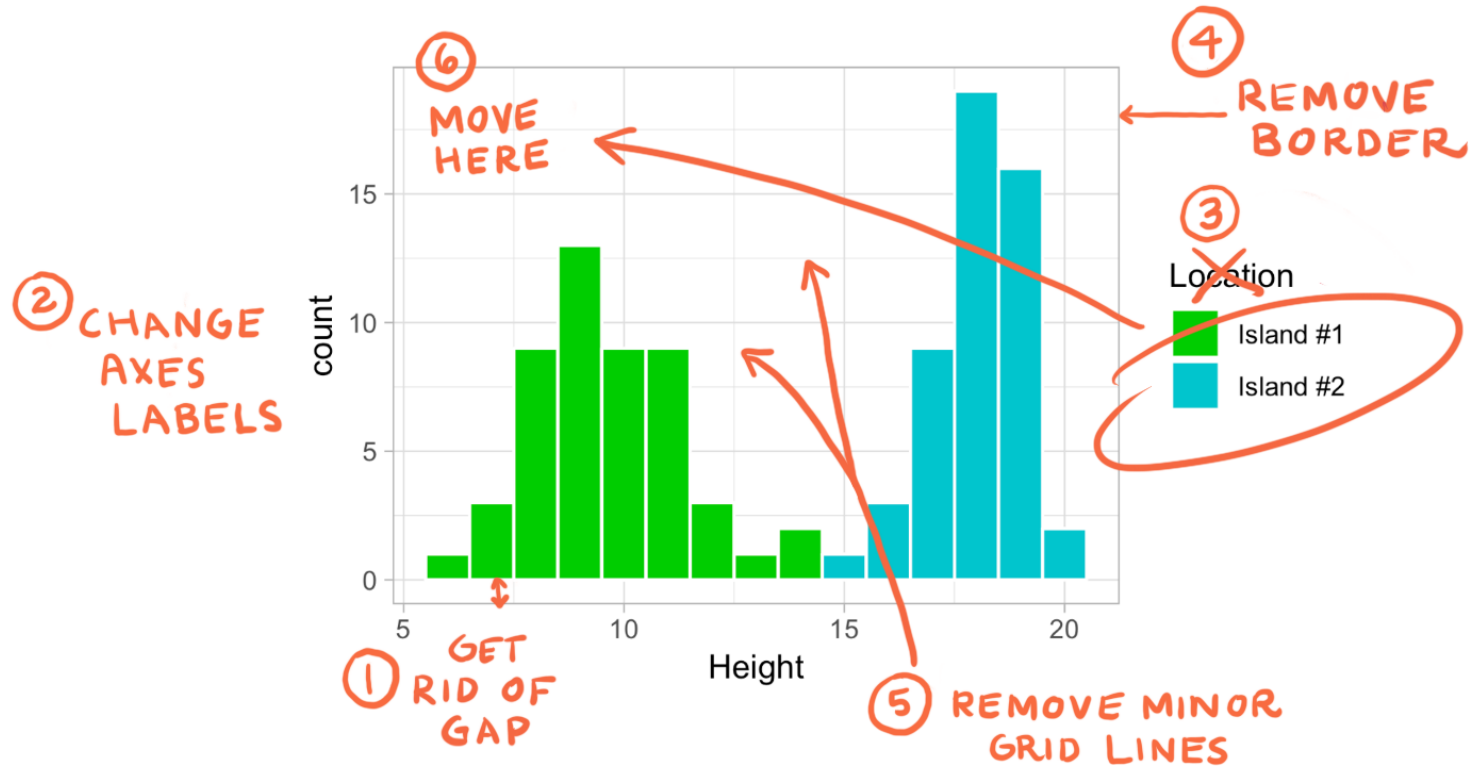 6
MOVE
HERE
4
REMOVE
BORDER
3
Location
Island #1
Island #2
2
CHANGE
AXES
LABELS
count
15
10
5
0
5 10 15 20
Height
1
GET
RID OF
GAP
5
REMOVE MINOR
GRID LINES